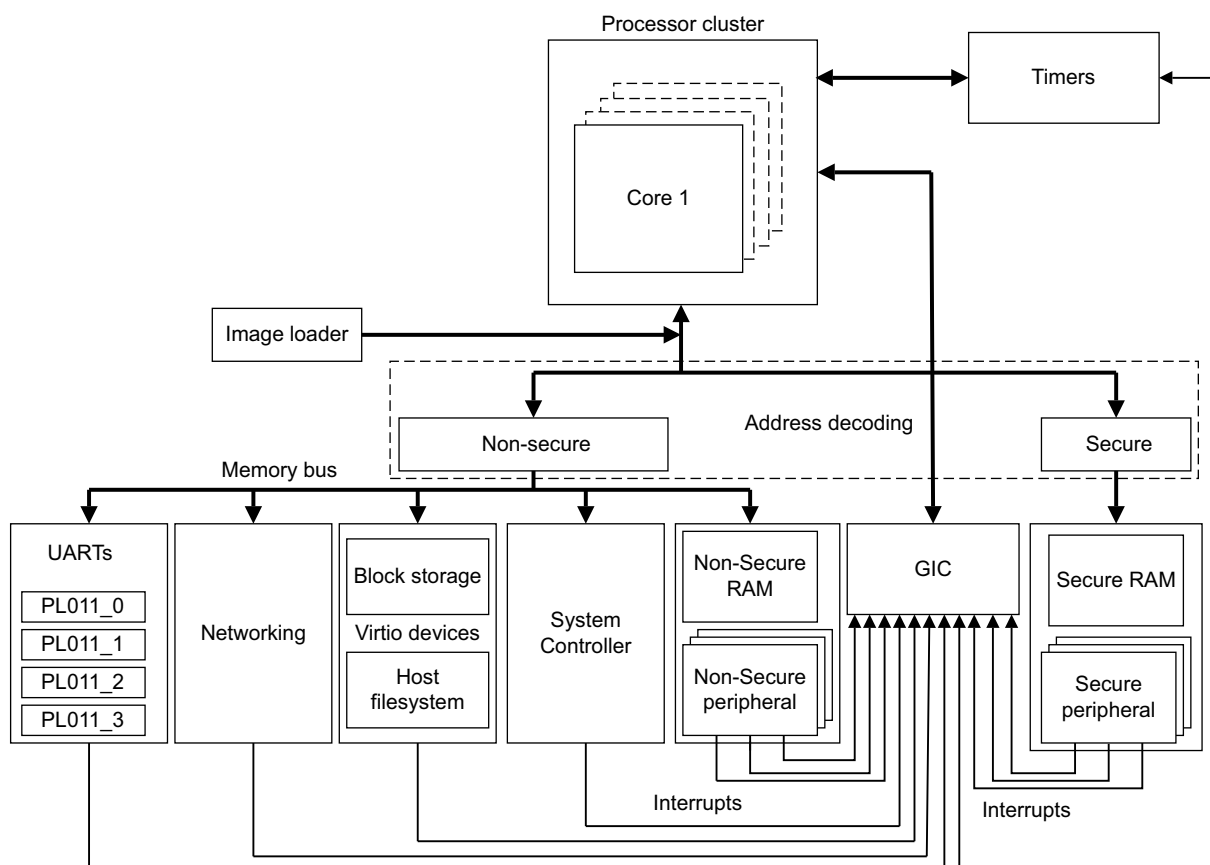 Processor cluster
Timers
Core 1
Image loader
Address decoding
Non-secure
Secure
Memory bus
UARTs
PL011_0
PL011_1
PL011_2
PL011_3
Networking
Block storage
Virtio devices
Host
filesystem
System
Controller
Non-Secure
RAM
Non-Secure
peripheral
GIC
Secure RAM
Secure
peripheral
Interrupts
Interrupts